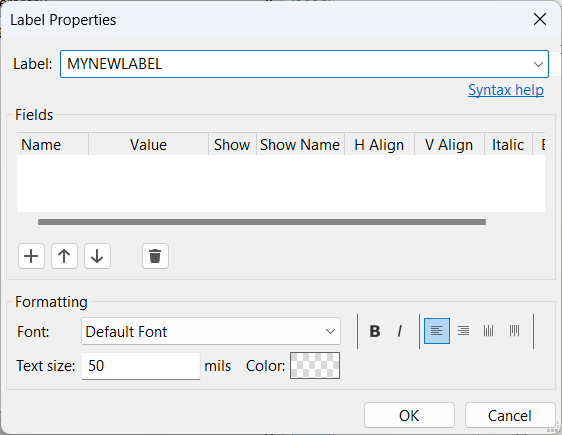 Label Properties
Label: MYNEWLABEL
Syntax help
Fields
Name Value Show Show Name H Align V Align Italic
Formatting
Font: Default Font B I
Text size: 50 mils Color:
OK Cancel